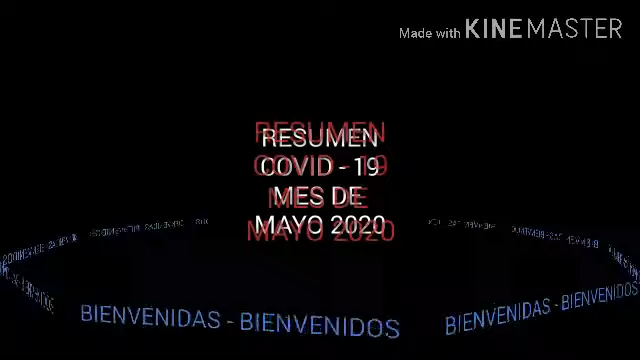 Made with KINEMASTER
RESUMEN
COVID - 19
MES DE
MAYO 2020
BIENVENIDAS - BIENVENIDOS
BIENVENIDAS - BIENVENIDOS